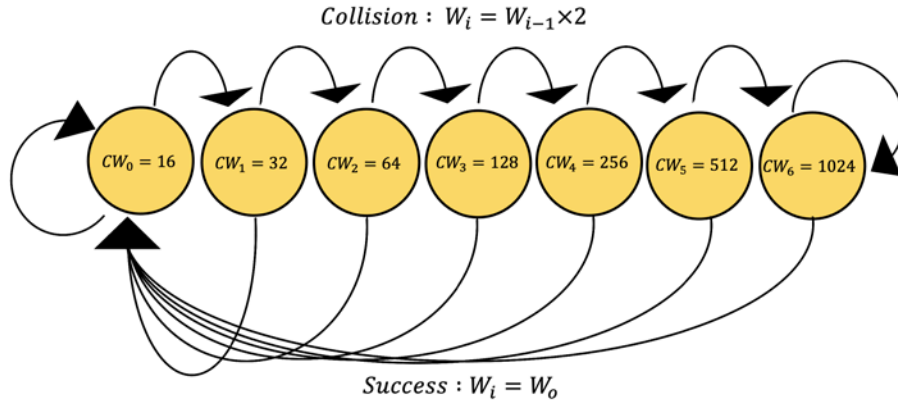 Collision : W_i = W_{i-1}×2
CW_0 = 16 CW_1 = 32 CW_2 = 64 CW_3 = 128 CW_4 = 256 CW_5 = 512 CW_6 = 1024
Success : W_i = W_o